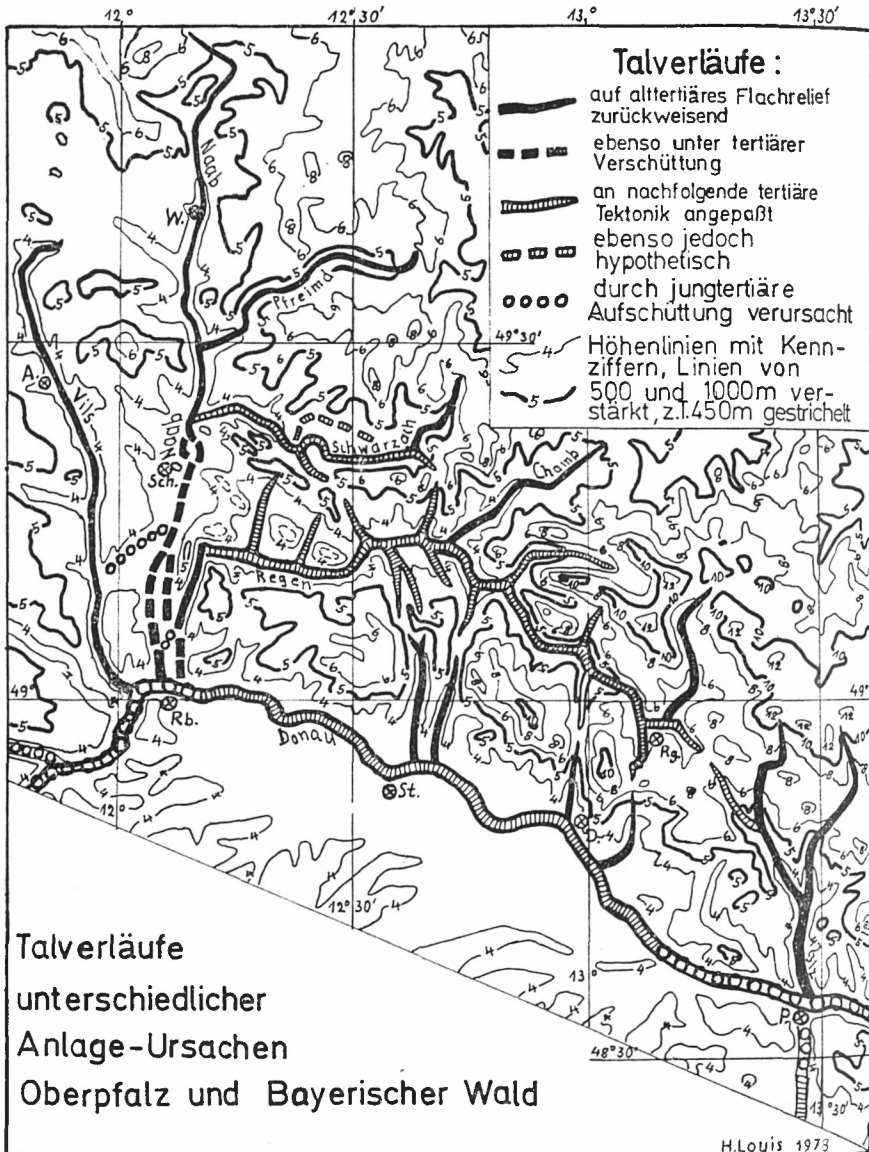 12°
12°30'
13°
13°30'
Talverläufe :
auf alttertiäres Flachrelief
zurückweisend
ebenso unter tertiärer
Verschüttung
an nachfolgende tertiäre
Tektonik angepaßt
ebenso jedoch
hypothetisch
durch jungtertiäre
Aufschüttung verursacht
Höhenlinien mit Kenn-
ziffern, Linien von
500 und 1000m ver-
stärkt, z.T.450m gestrichelt
Naab
W.
Pfreimd
49°30'
A.
Vils
Naab
Sch.
Schwarzach
Chamb
Regen
49°
49°
Rb.
Donau
Rg.
St.
D.
12°
12°30'
13°
P.
48°30'
13°30'
Talverläufe
unterschiedlicher
Anlage-Ursachen
Oberpfalz und Bayerischer Wald
H.Louis 1973